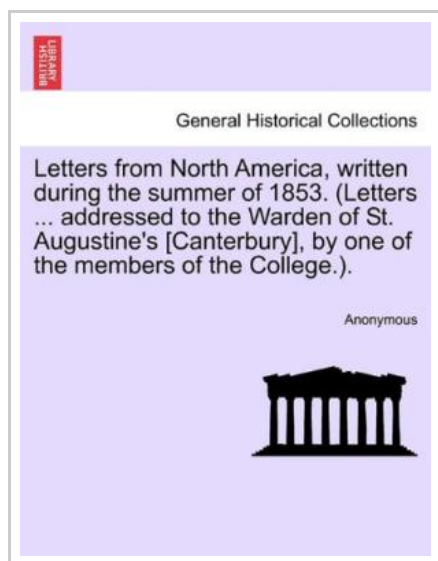 BRITISH
LIBRARY
General Historical Collections
Letters from North America, written
during the summer of 1853. (Letters
... addressed to the Warden of St.
Augustine's [Canterbury], by one of
the members of the College.).
Anonymous